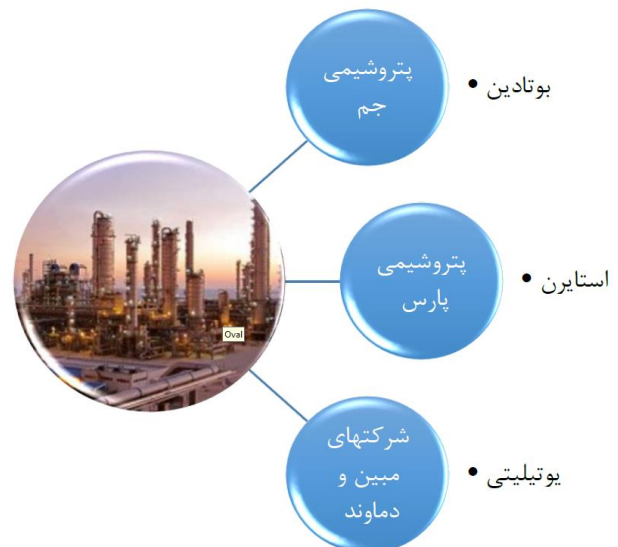 پتروشیمی
جم
• بوتادین
پتروشیمی
پارس
• استایرن
Oval
شرکتهای
مبین و
دماوند
• یوتیلیتی